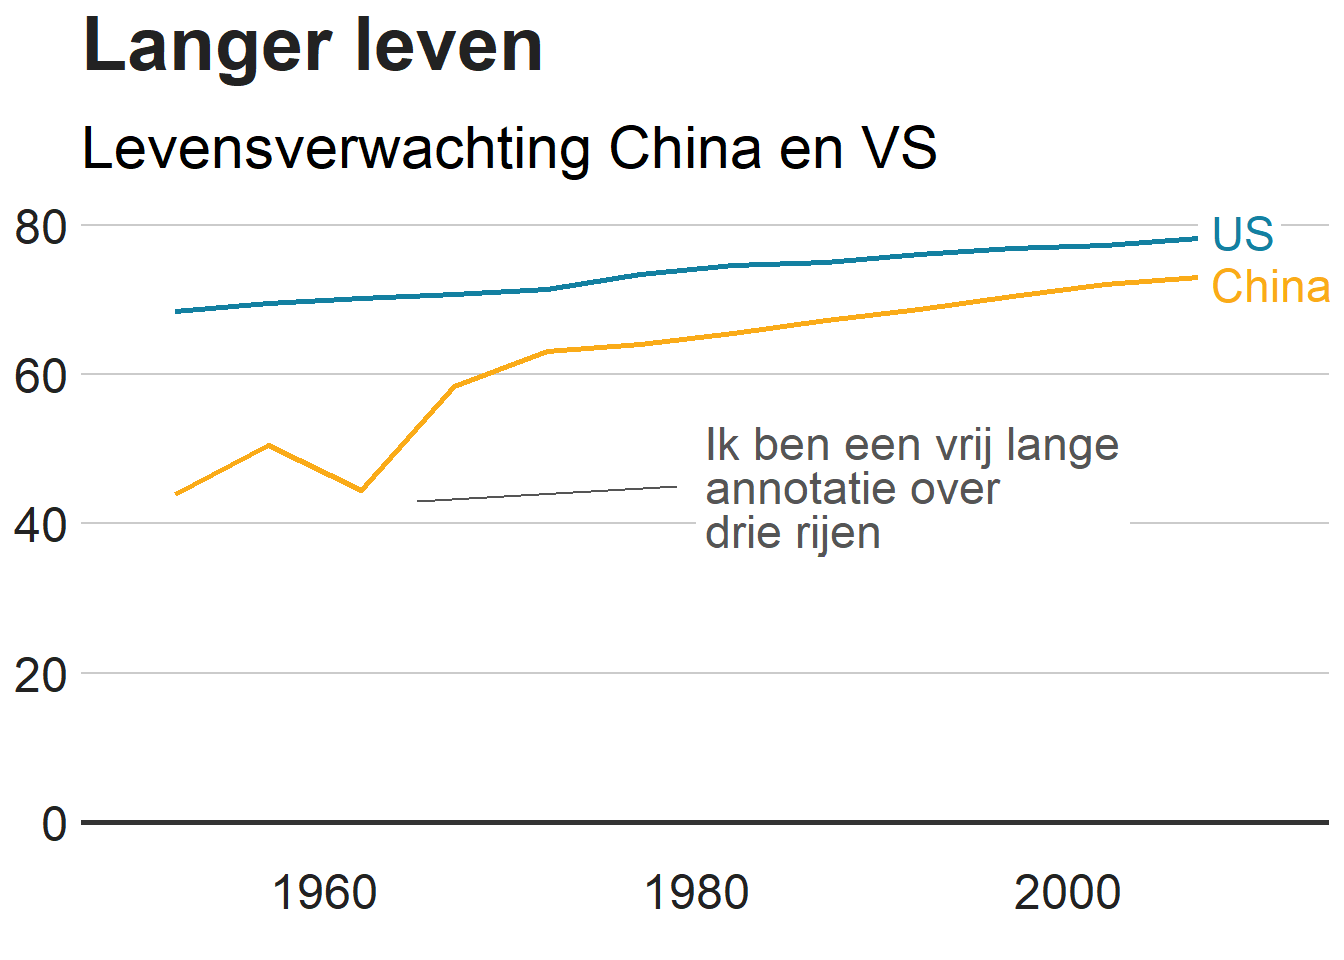 Langer leven
Levensverwachting China en VS
80
US
China
60
Ik ben een vrij lange
annotatie over
drie rijen
40
20
0
1960 1980 2000